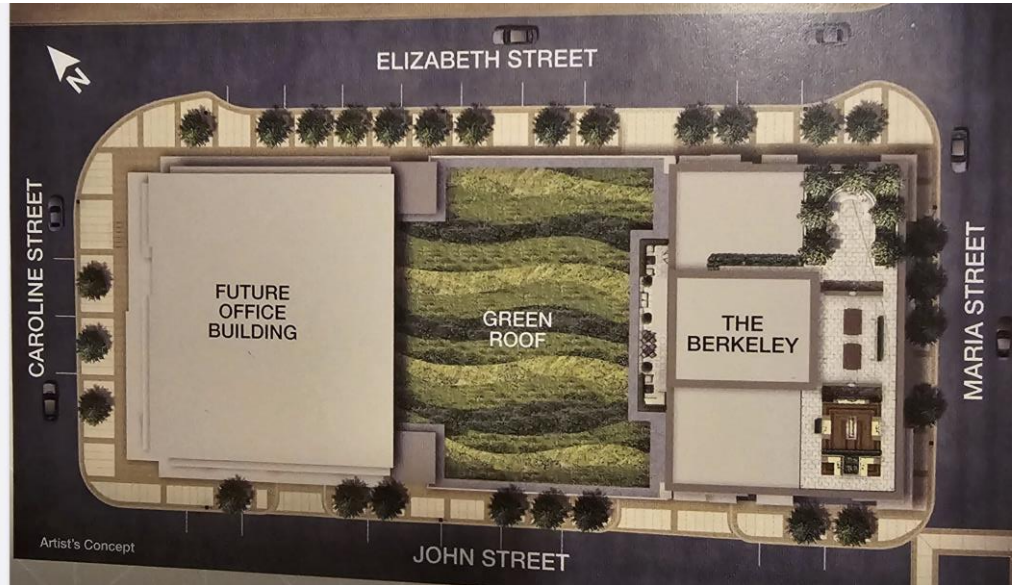 ELIZABETH STREET
N
CAROLINE STREET
FUTURE
OFFICE
BUILDING
GREEN
ROOF
THE
BERKELEY
MARIA STREET
Artist's Concept
JOHN STREET